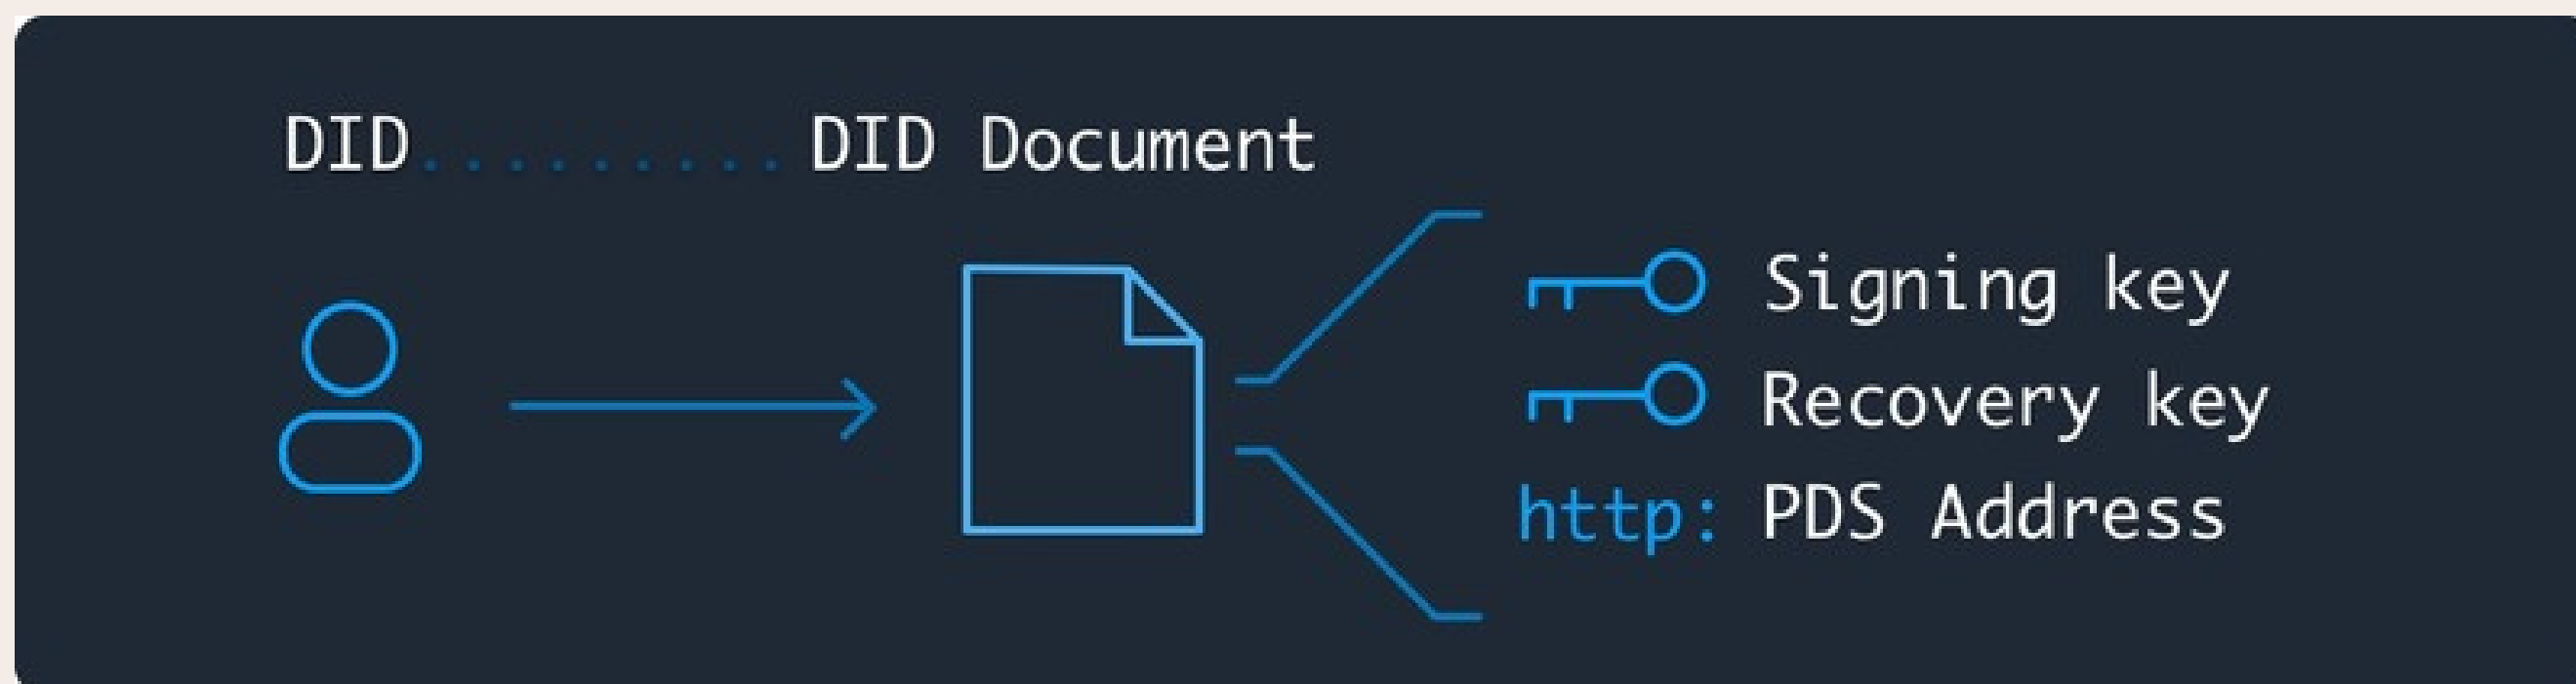 DID......... DID Document
Signing key
Recovery key
http: PDS Address